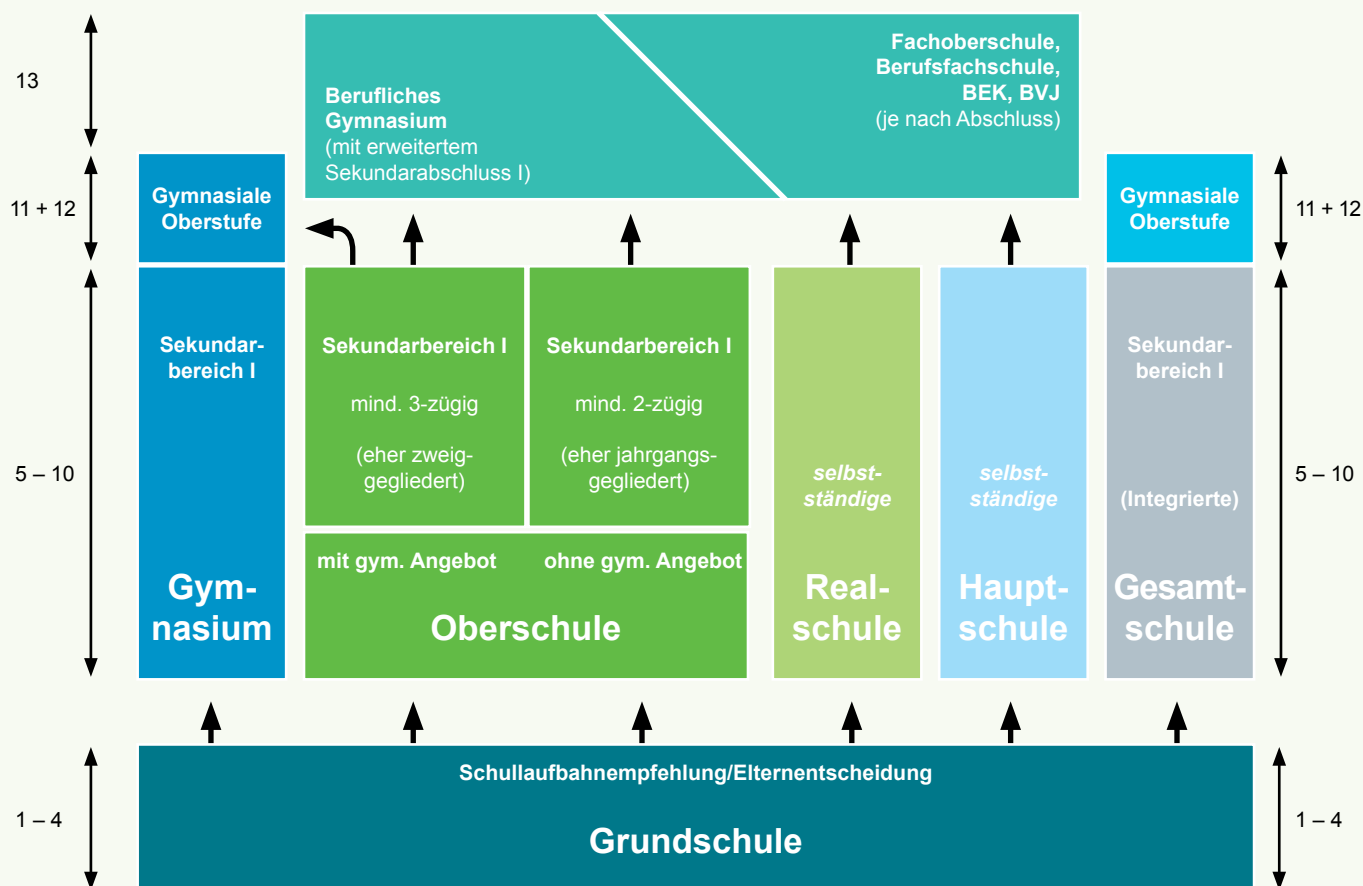 13
Berufliches
Gymnasium
(mit erweitertem
Sekundarabschluss I)
Fachoberschule,
Berufsfachschule,
BEK, BVJ
(je nach Abschluss)
11 + 12
Gymnasiale
Oberstufe
Gymnasiale
Oberstufe
11 + 12
5 – 10
Sekundar-
bereich I
Gym-
nasium
Sekundarbereich I
mind. 3-zügig
(eher zweig-
gegliedert)
mit gym. Angebot
Sekundarbereich I
mind. 2-zügig
(eher jahrgangs-
gegliedert)
ohne gym. Angebot
Oberschule
selbst-
ständige
Real-
schule
selbst-
ständige
Haupt-
schule
Sekundar-
bereich I
(Integrierte)
Gesamt-
schule
5 – 10
1 – 4
Schullaufbahnempfehlung/Elternentscheidung
Grundschule
1 – 4